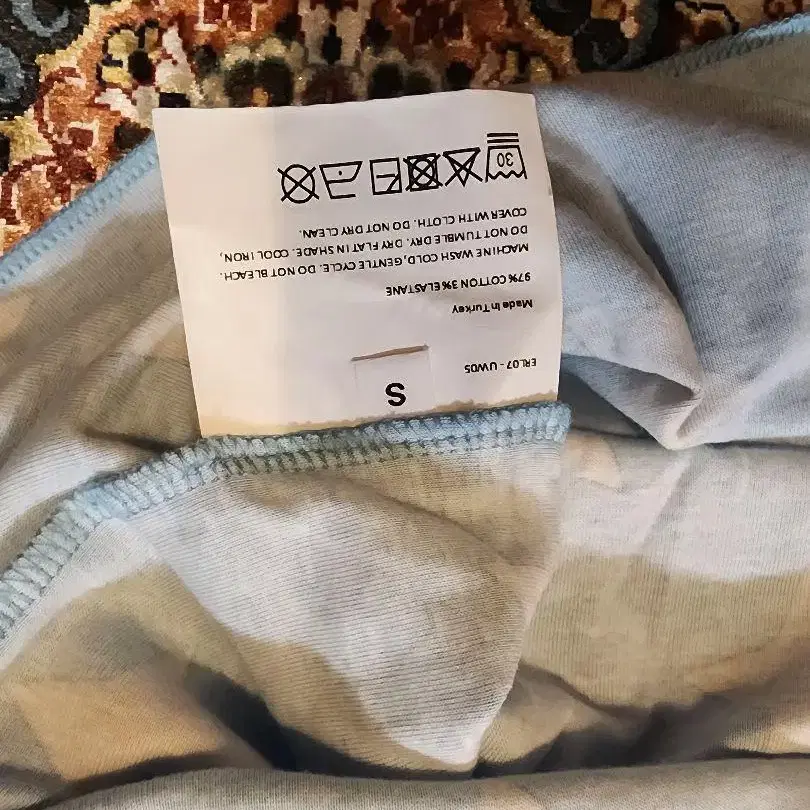 S
ERL07 - UW05
Made In Turkey
97% COTTON 3% ELASTANE
MACHINE WASH COLD, GENTLE CYCLE. DO NOT BLEACH.
DO NOT TUMBLE DRY. DRY FLAT IN SHADE. COOL IRON,
COVER WITH CLOTH. DO NOT DRY CLEAN.
30